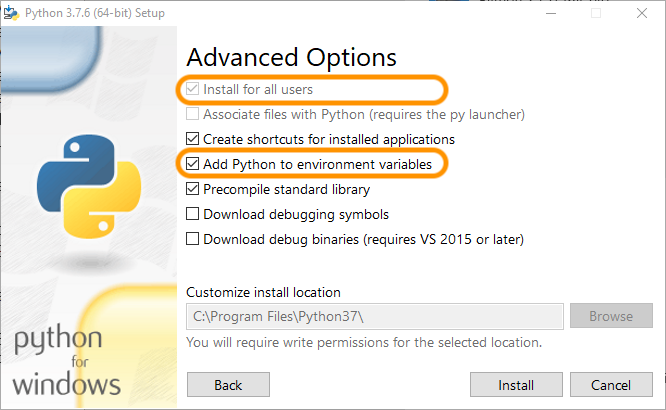 Python 3.7.6 (64-bit) Setup
Advanced Options
Install for all users
Associate files with Python (requires the py launcher)
Create shortcuts for installed applications
Add Python to environment variables
Precompile standard library
Download debugging symbols
Download debug binaries (requires VS 2015 or later)
Customize install location
C:\Program Files\Python37\
Browse
You will require write permissions for the selected location.
python
for
windows
Back
Install
Cancel